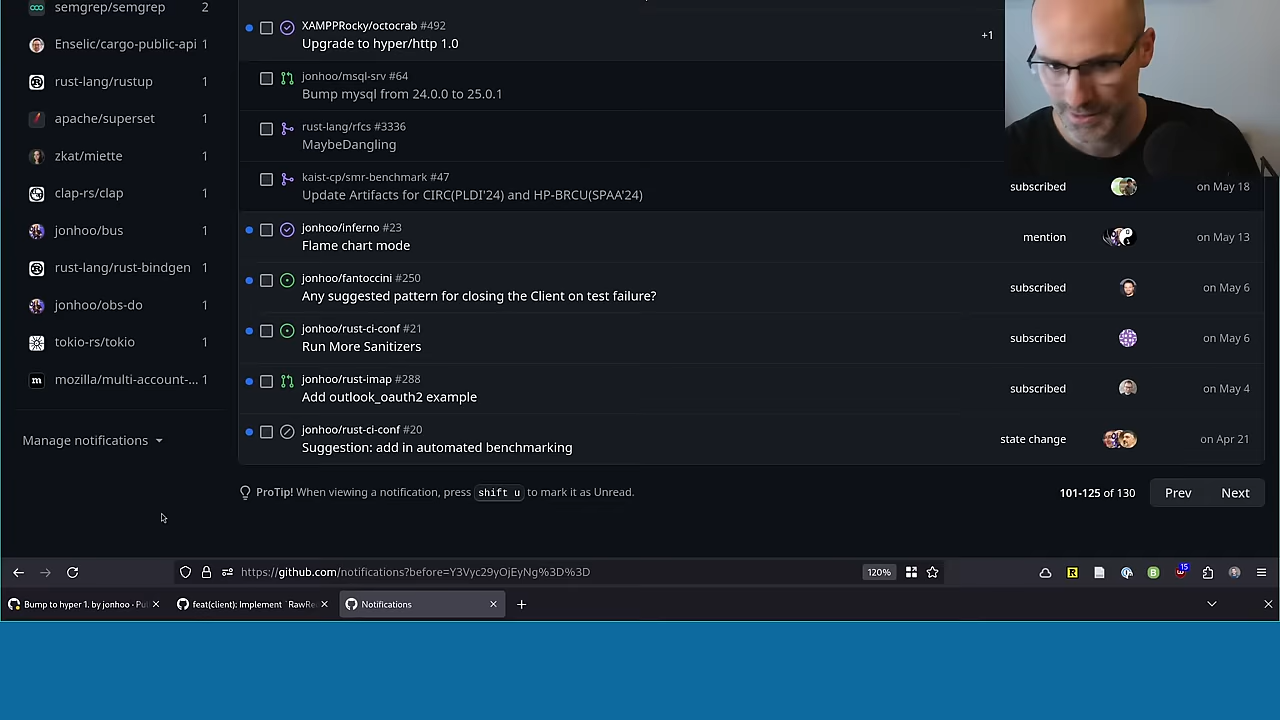 semgrep/semgrep 2
Enselic/cargo-public-api 1
rust-lang/rustup 1
apache/superset 1
zkat/miette 1
clap-rs/clap 1
jonhoo/bus 1
rust-lang/rust-bindgen 1
jonhoo/obs-do 1
tokio-rs/tokio 1
mozilla/multi-account-... 1
Manage notifications
XAMPPRocky/octocrab #492
Upgrade to hyper/http 1.0
+1
jonhoo/msql-srv #64
Bump mysql from 24.0.0 to 25.0.1
rust-lang/rfcs #3336
MaybeDangling
kaist-cp/smr-benchmark #47
Update Artifacts for CIRC(PLDI'24) and HP-BRCU(SPAA'24)
subscribed on May 18
jonhoo/inferno #23
Flame chart mode
mention on May 13
jonhoo/fantoccini #250
Any suggested pattern for closing the Client on test failure?
subscribed on May 6
jonhoo/rust-ci-conf #21
Run More Sanitizers
subscribed on May 6
jonhoo/rust-imap #288
Add outlook_oauth2 example
subscribed on May 4
jonhoo/rust-ci-conf #20
Suggestion: add in automated benchmarking
state change on Apr 21
ProTip! When viewing a notification, press shift u to mark it as Unread.
101-125 of 130 Prev Next
https://github.com/notifications?before=Y3Vyc29yOjEyNg%3D%3D 120% 15
Bump to hyper 1. by jonhoo · Pul feat(client): Implement `RawRe Notifications